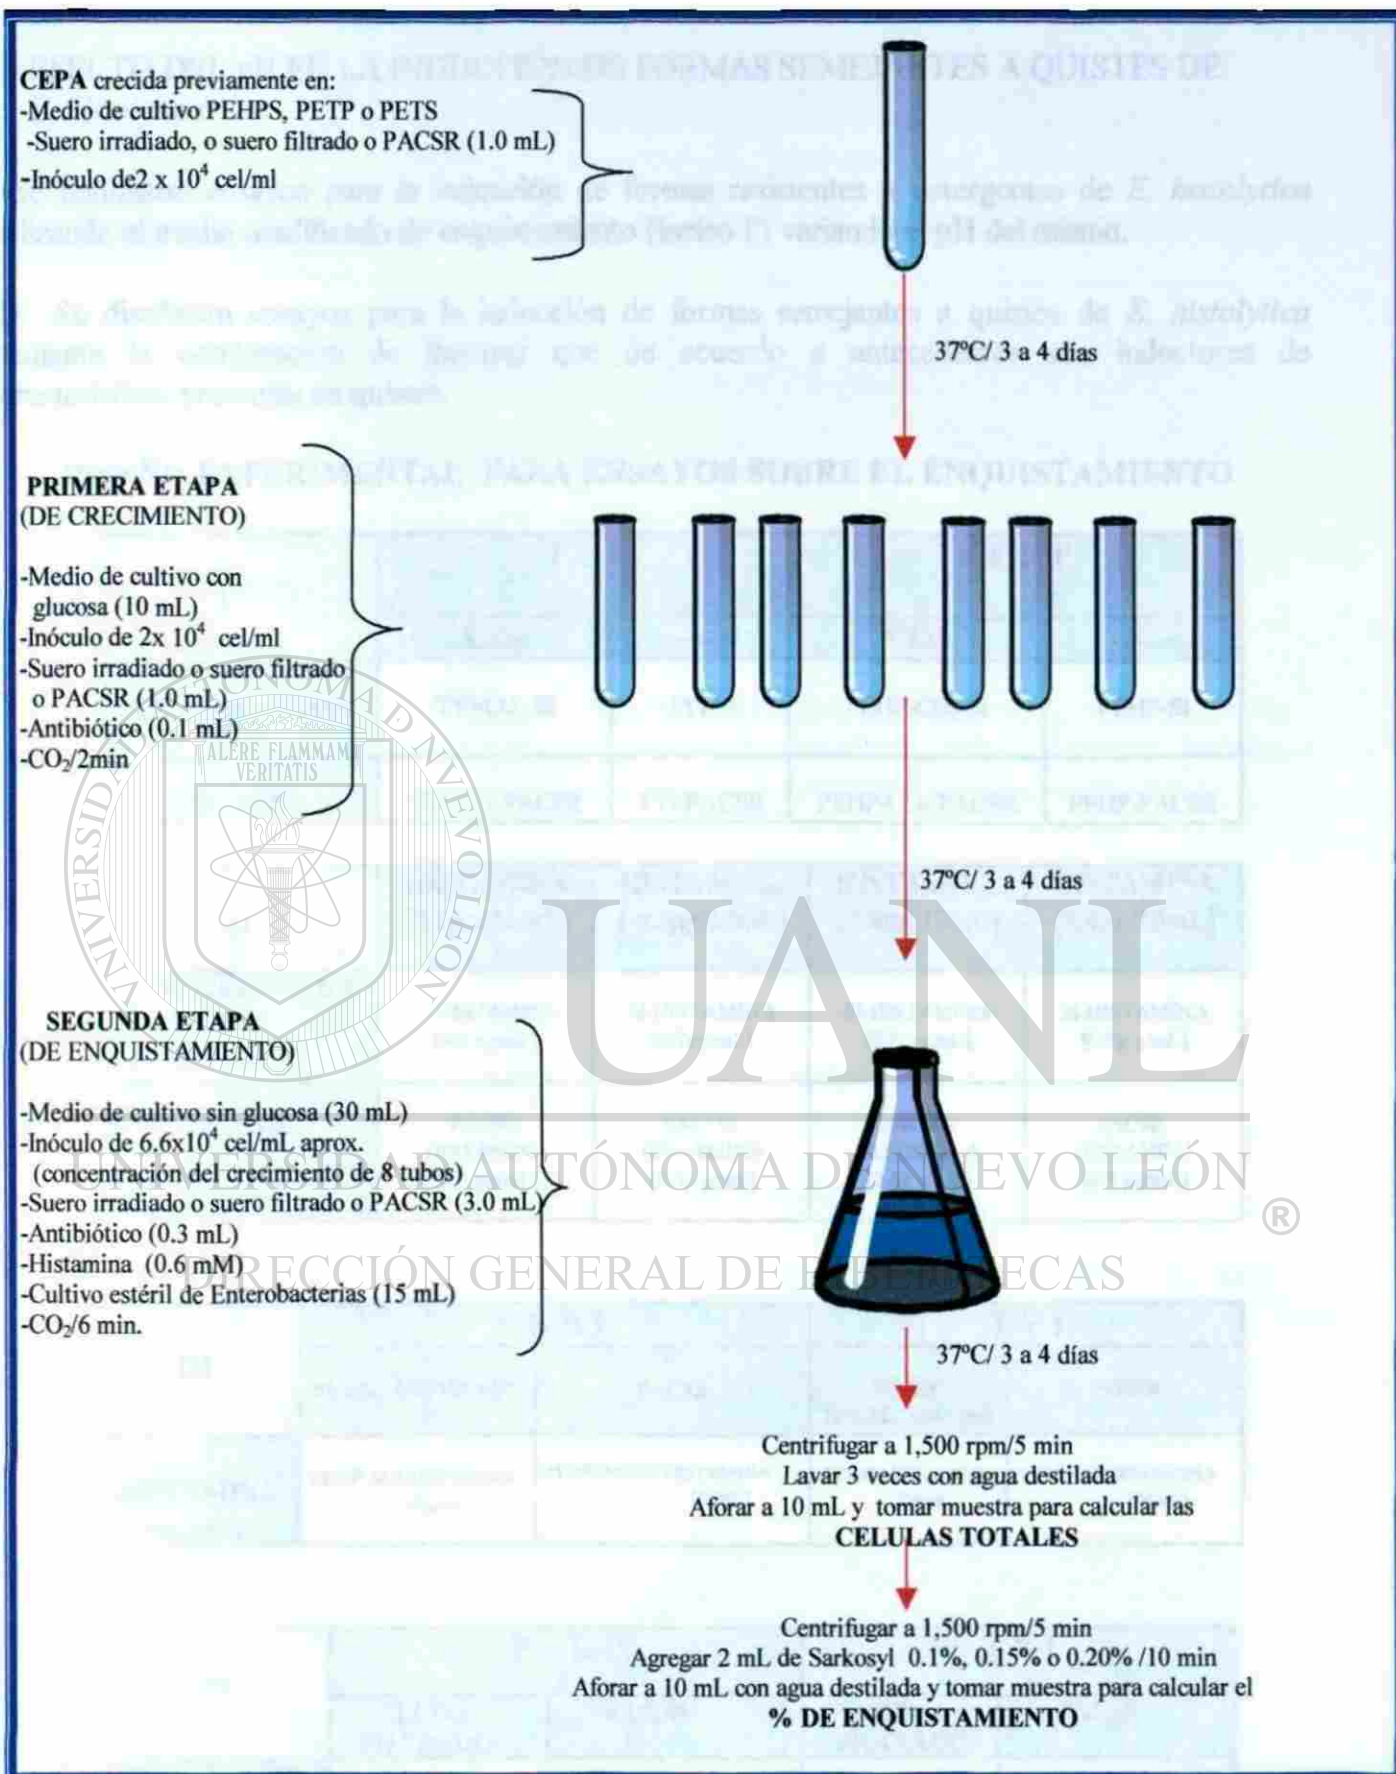 CEPA crecida previamente en:
-Medio de cultivo PEHPS, PETP o PETS
-Suero irradiado, o suero filtrado o PACSR (1.0 mL)
-Inóculo de2 x 10⁴ cel/ml
37ºC/ 3 a 4 días
PRIMERA ETAPA
(DE CRECIMIENTO)
-Medio de cultivo con
glucosa (10 mL)
-Inóculo de 2x 10⁴ cel/ml
-Suero irradiado o suero filtrado
o PACSR (1.0 mL)
-Antibiótico (0.1 mL)
-CO₂/2min
37ºC/ 3 a 4 días
SEGUNDA ETAPA
(DE ENQUISTAMIENTO)
-Medio de cultivo sin glucosa (30 mL)
-Inóculo de 6.6x10⁴ cel/mL aprox.
(concentración del crecimiento de 8 tubos)
-Suero irradiado o suero filtrado o PACSR (3.0 mL)
-Antibiótico (0.3 mL)
-Histamina (0.6 mM)
-Cultivo estéril de Enterobacterias (15 mL)
-CO₂/6 min.
37ºC/ 3 a 4 días
Centrifugar a 1,500 rpm/5 min
Lavar 3 veces con agua destilada
Aforar a 10 mL y tomar muestra para calcular las
CELULAS TOTALES
Centrifugar a 1,500 rpm/5 min
Agregar 2 mL de Sarkosyl 0.1%, 0.15% o 0.20% /10 min
Aforar a 10 mL con agua destilada y tomar muestra para calcular el
% DE ENQUISTAMIENTO
UNIVERSIDAD AUTONOMA DE NUEVO LEON
ALERE FLAMMAM
VERITATIS
UANL
UNIVERSIDAD AUTÓNOMA DE NUEVO LEÓN
®
DIRECCIÓN GENERAL DE BIBLIOTECAS